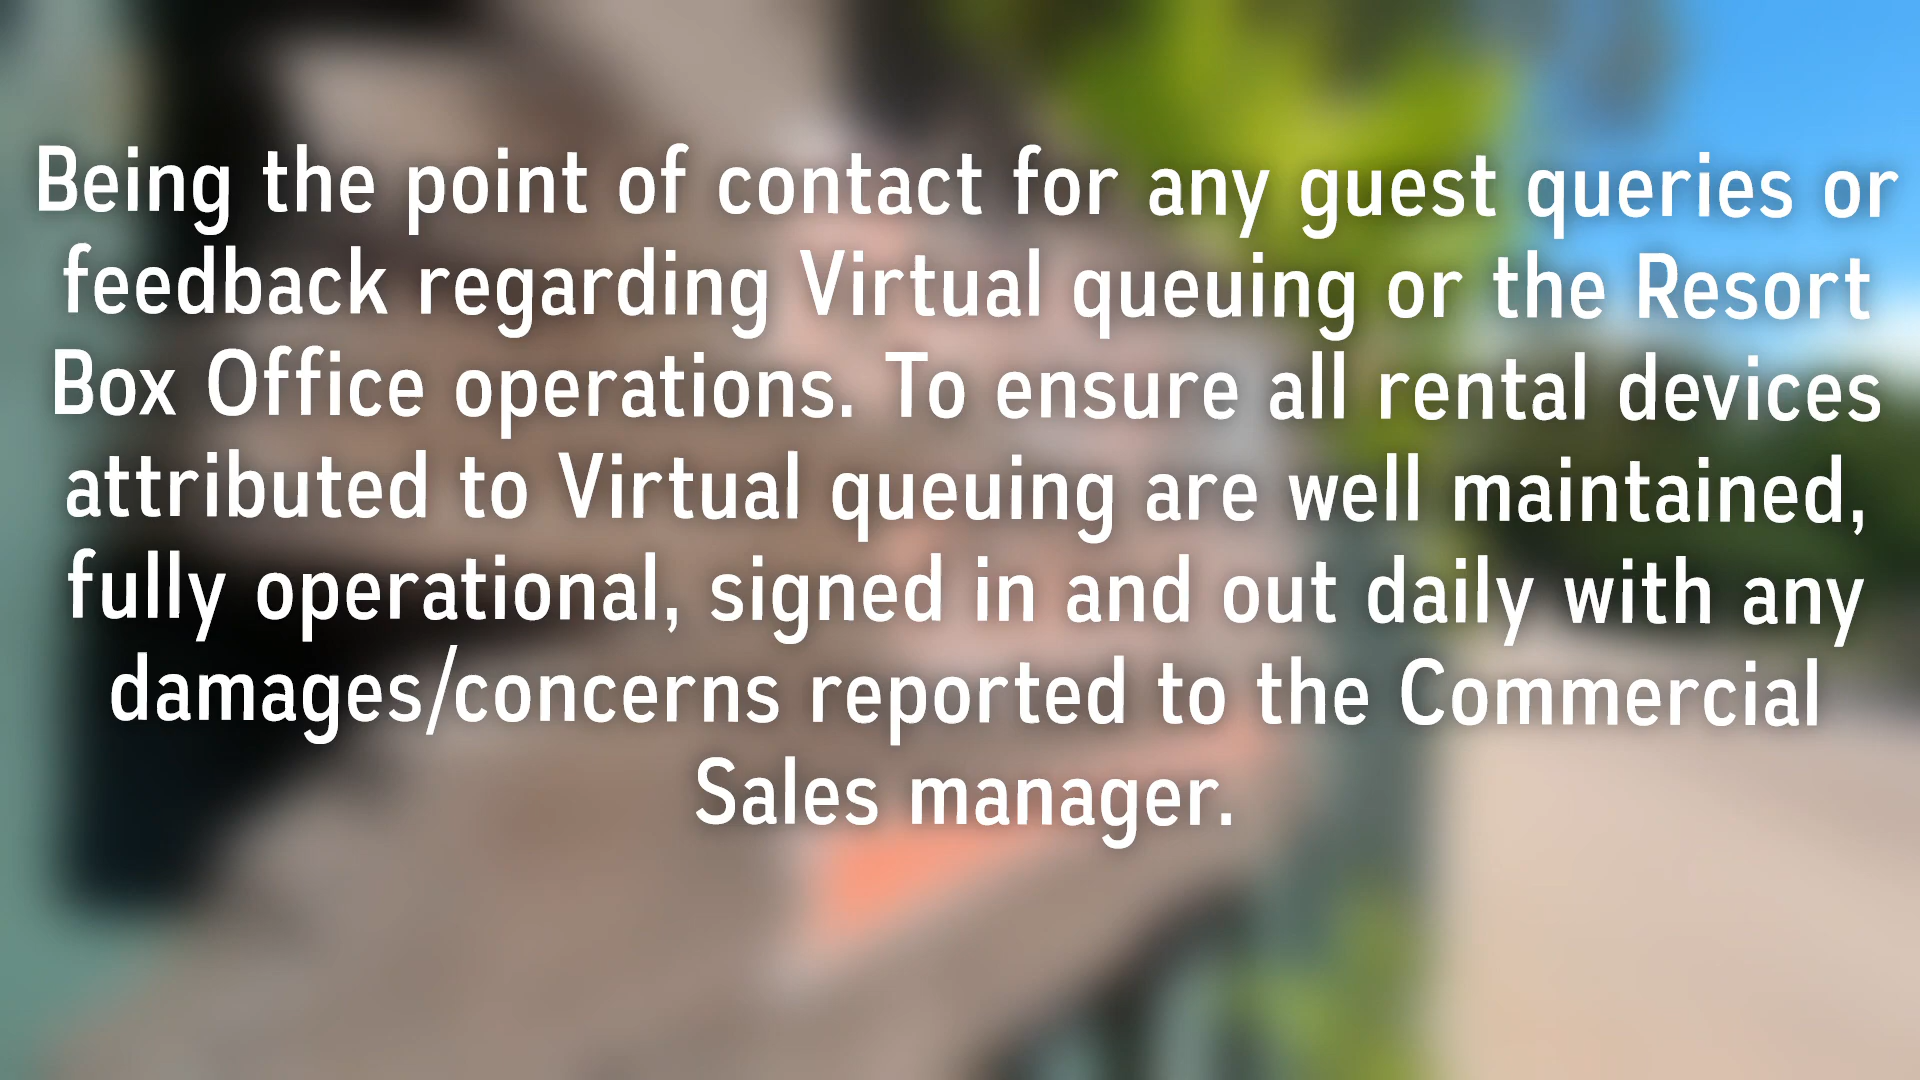 Being the point of contact for any guest queries or
feedback regarding Virtual queuing or the Resort
Box Office operations. To ensure all rental devices
attributed to Virtual queuing are well maintained,
fully operational, signed in and out daily with any
damages/concerns reported to the Commercial
Sales manager.